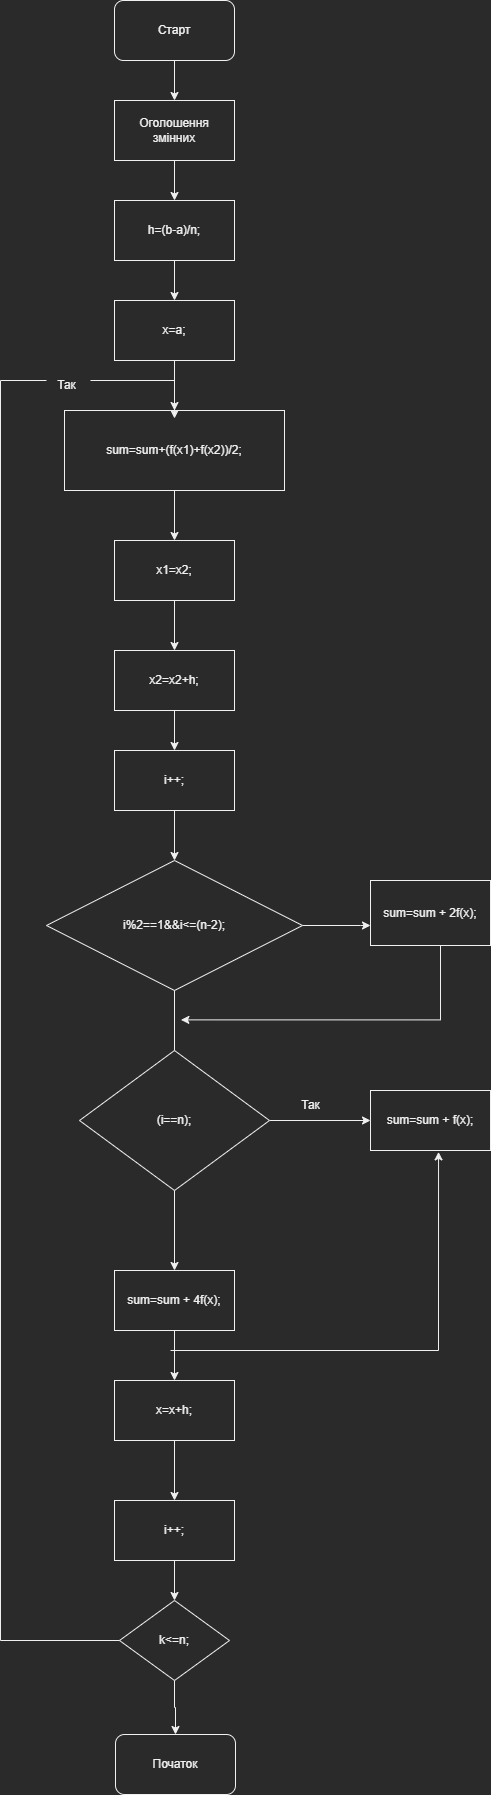 Старт
Оголошення
змінних
h=(b-a)/n;
x=a;
Так
sum=sum+(f(x1)+f(x2))/2;
x1=x2;
x2=x2+h;
i++;
i%2==1&&i<=(n-2);
sum=sum + 2f(x);
(i==n);
Так
sum=sum + f(x);
sum=sum + 4f(x);
x=x+h;
i++;
k<=n;
Початок